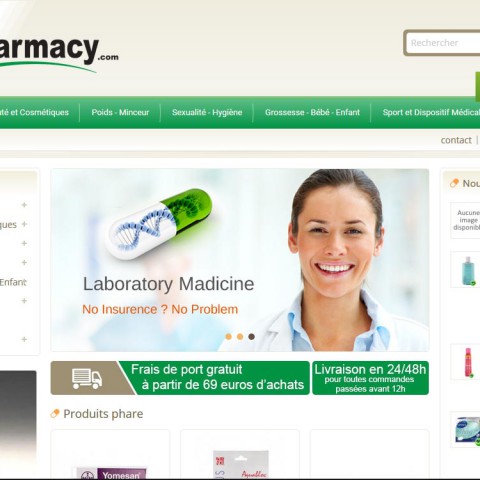 armacy.com
Rechercher
té et Cosmétiques
Poids - Minceur
Sexualité - Hygiène
Grossesse - Bébé - Enfant
Sport et Dispositif Médical
contact |
+
ques +
+
+
Enfant +
+
+
Laboratory Madicine
No Insurence ? No Problem
Nou
Aucune
image
disponibl
Frais de port gratuit
à partir de 69 euros d'achats
Livraison en 24/48h
pour toutes commandes
passées avant 12h
Produits phare
Yomesan
Aquabloc